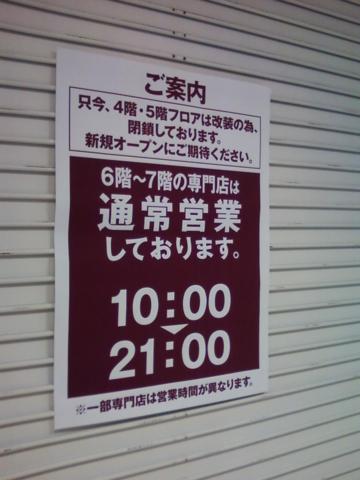 ご案内
只今、4階・5階フロアは改装の為、
閉鎖しております。
新規オープンにご期待ください。
6階〜7階の専門店は
通常営業
しております。
10:00
21:00
※一部専門店は営業時間が異なります。